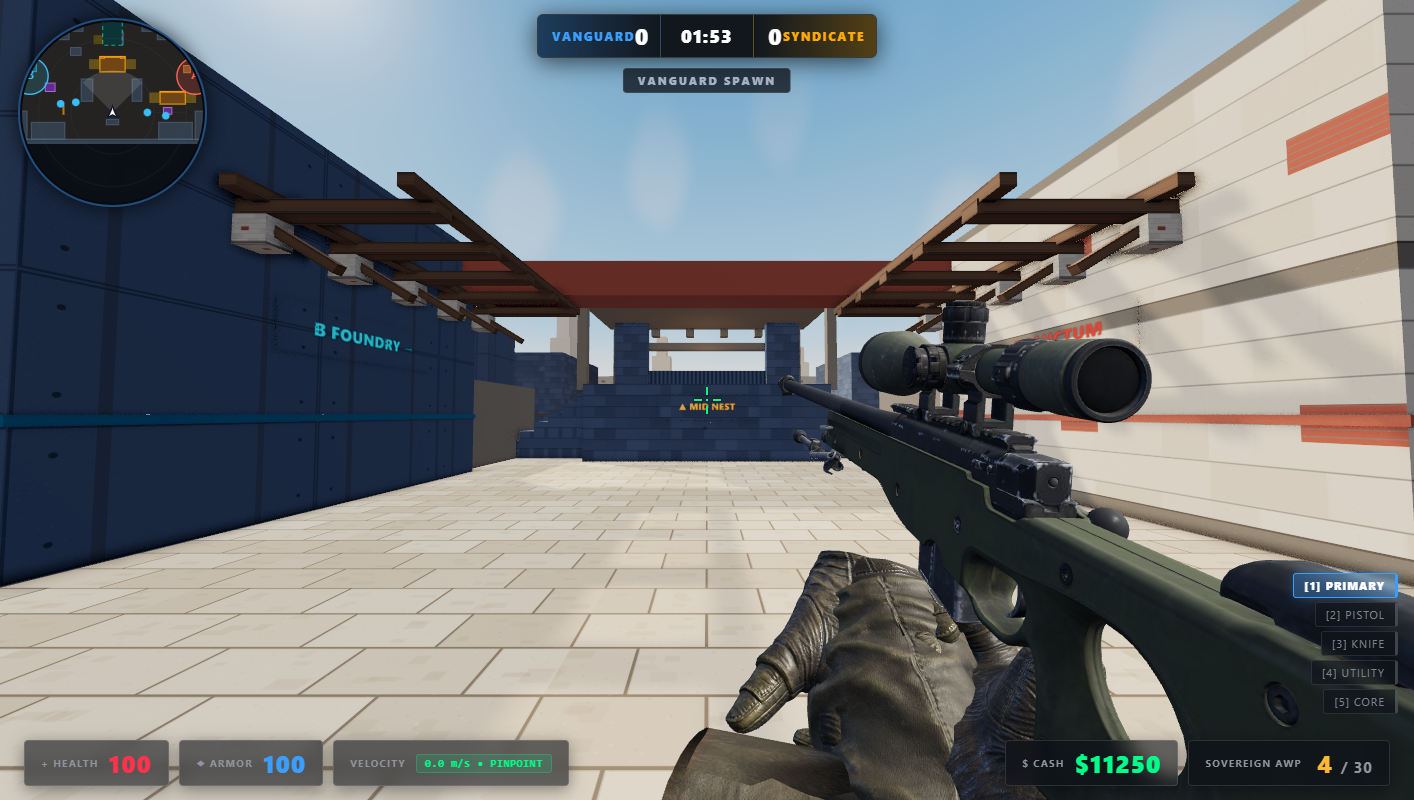 VANGUARD 0 01:53 0 SYNDICATE
VANGUARD SPAWN
B
A
B FOUNDRY →
▲ MID NEST
[1] PRIMARY
[2] PISTOL
[3] KNIFE
[4] UTILITY
[5] CORE
+ HEALTH 100
ARMOR 100
VELOCITY 0.0 m/s • PINPOINT
$ CASH $11250
SOVEREIGN AWP 4 / 30